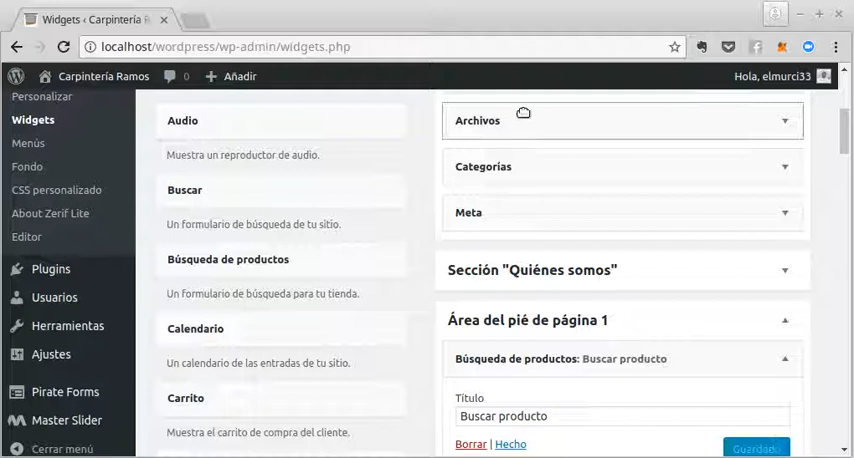 Widgets ‹ Carpintería R
localhost/wordpress/wp-admin/widgets.php
Carpintería Ramos
0
Añadir
Hola, elmurci33
Personalizar
Widgets
Menús
Fondo
CSS personalizado
About Zerif Lite
Editor
Plugins
Usuarios
Herramientas
Ajustes
Pirate Forms
Master Slider
Cerrar menú
Audio
Muestra un reproductor de audio.
Buscar
Un formulario de búsqueda de tu sitio.
Búsqueda de productos
Un formulario de búsqueda para tu tienda.
Calendario
Un calendario de las entradas de tu sitio.
Carrito
Muestra el carrito de compra del cliente.
Archivos
Categorías
Meta
Sección "Quiénes somos"
Área del pié de página 1
Búsqueda de productos: Buscar producto
Título
Buscar producto
Borrar | Hecho
Guardado